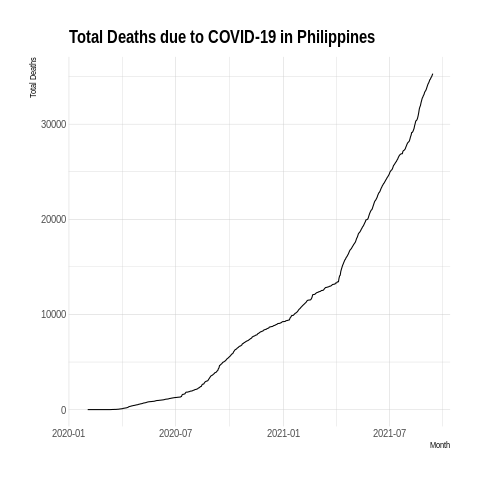 Total Deaths due to COVID-19 in Philippines
Total Deaths
30000
20000
10000
0
2020-01 2020-07 2021-01 2021-07
Month